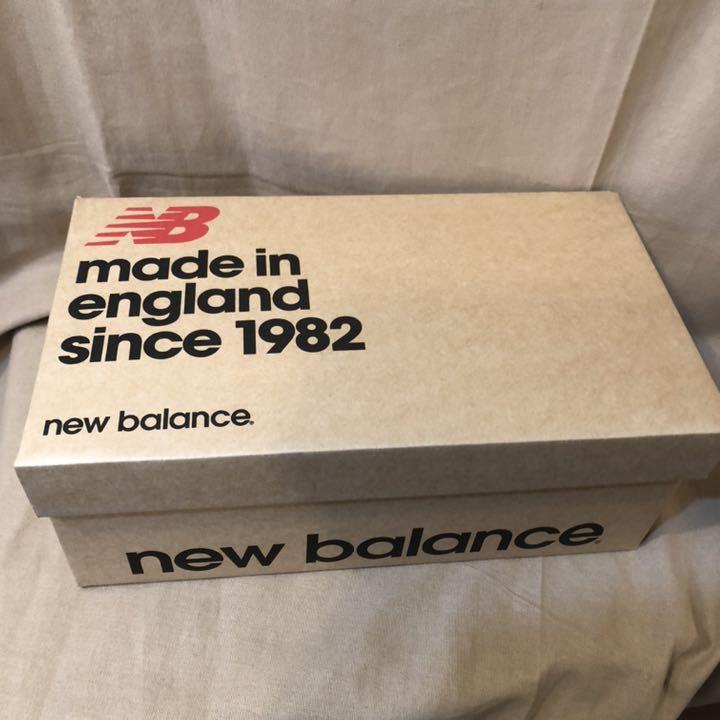 NB
made in
england
since 1982
new balance®
new balance®